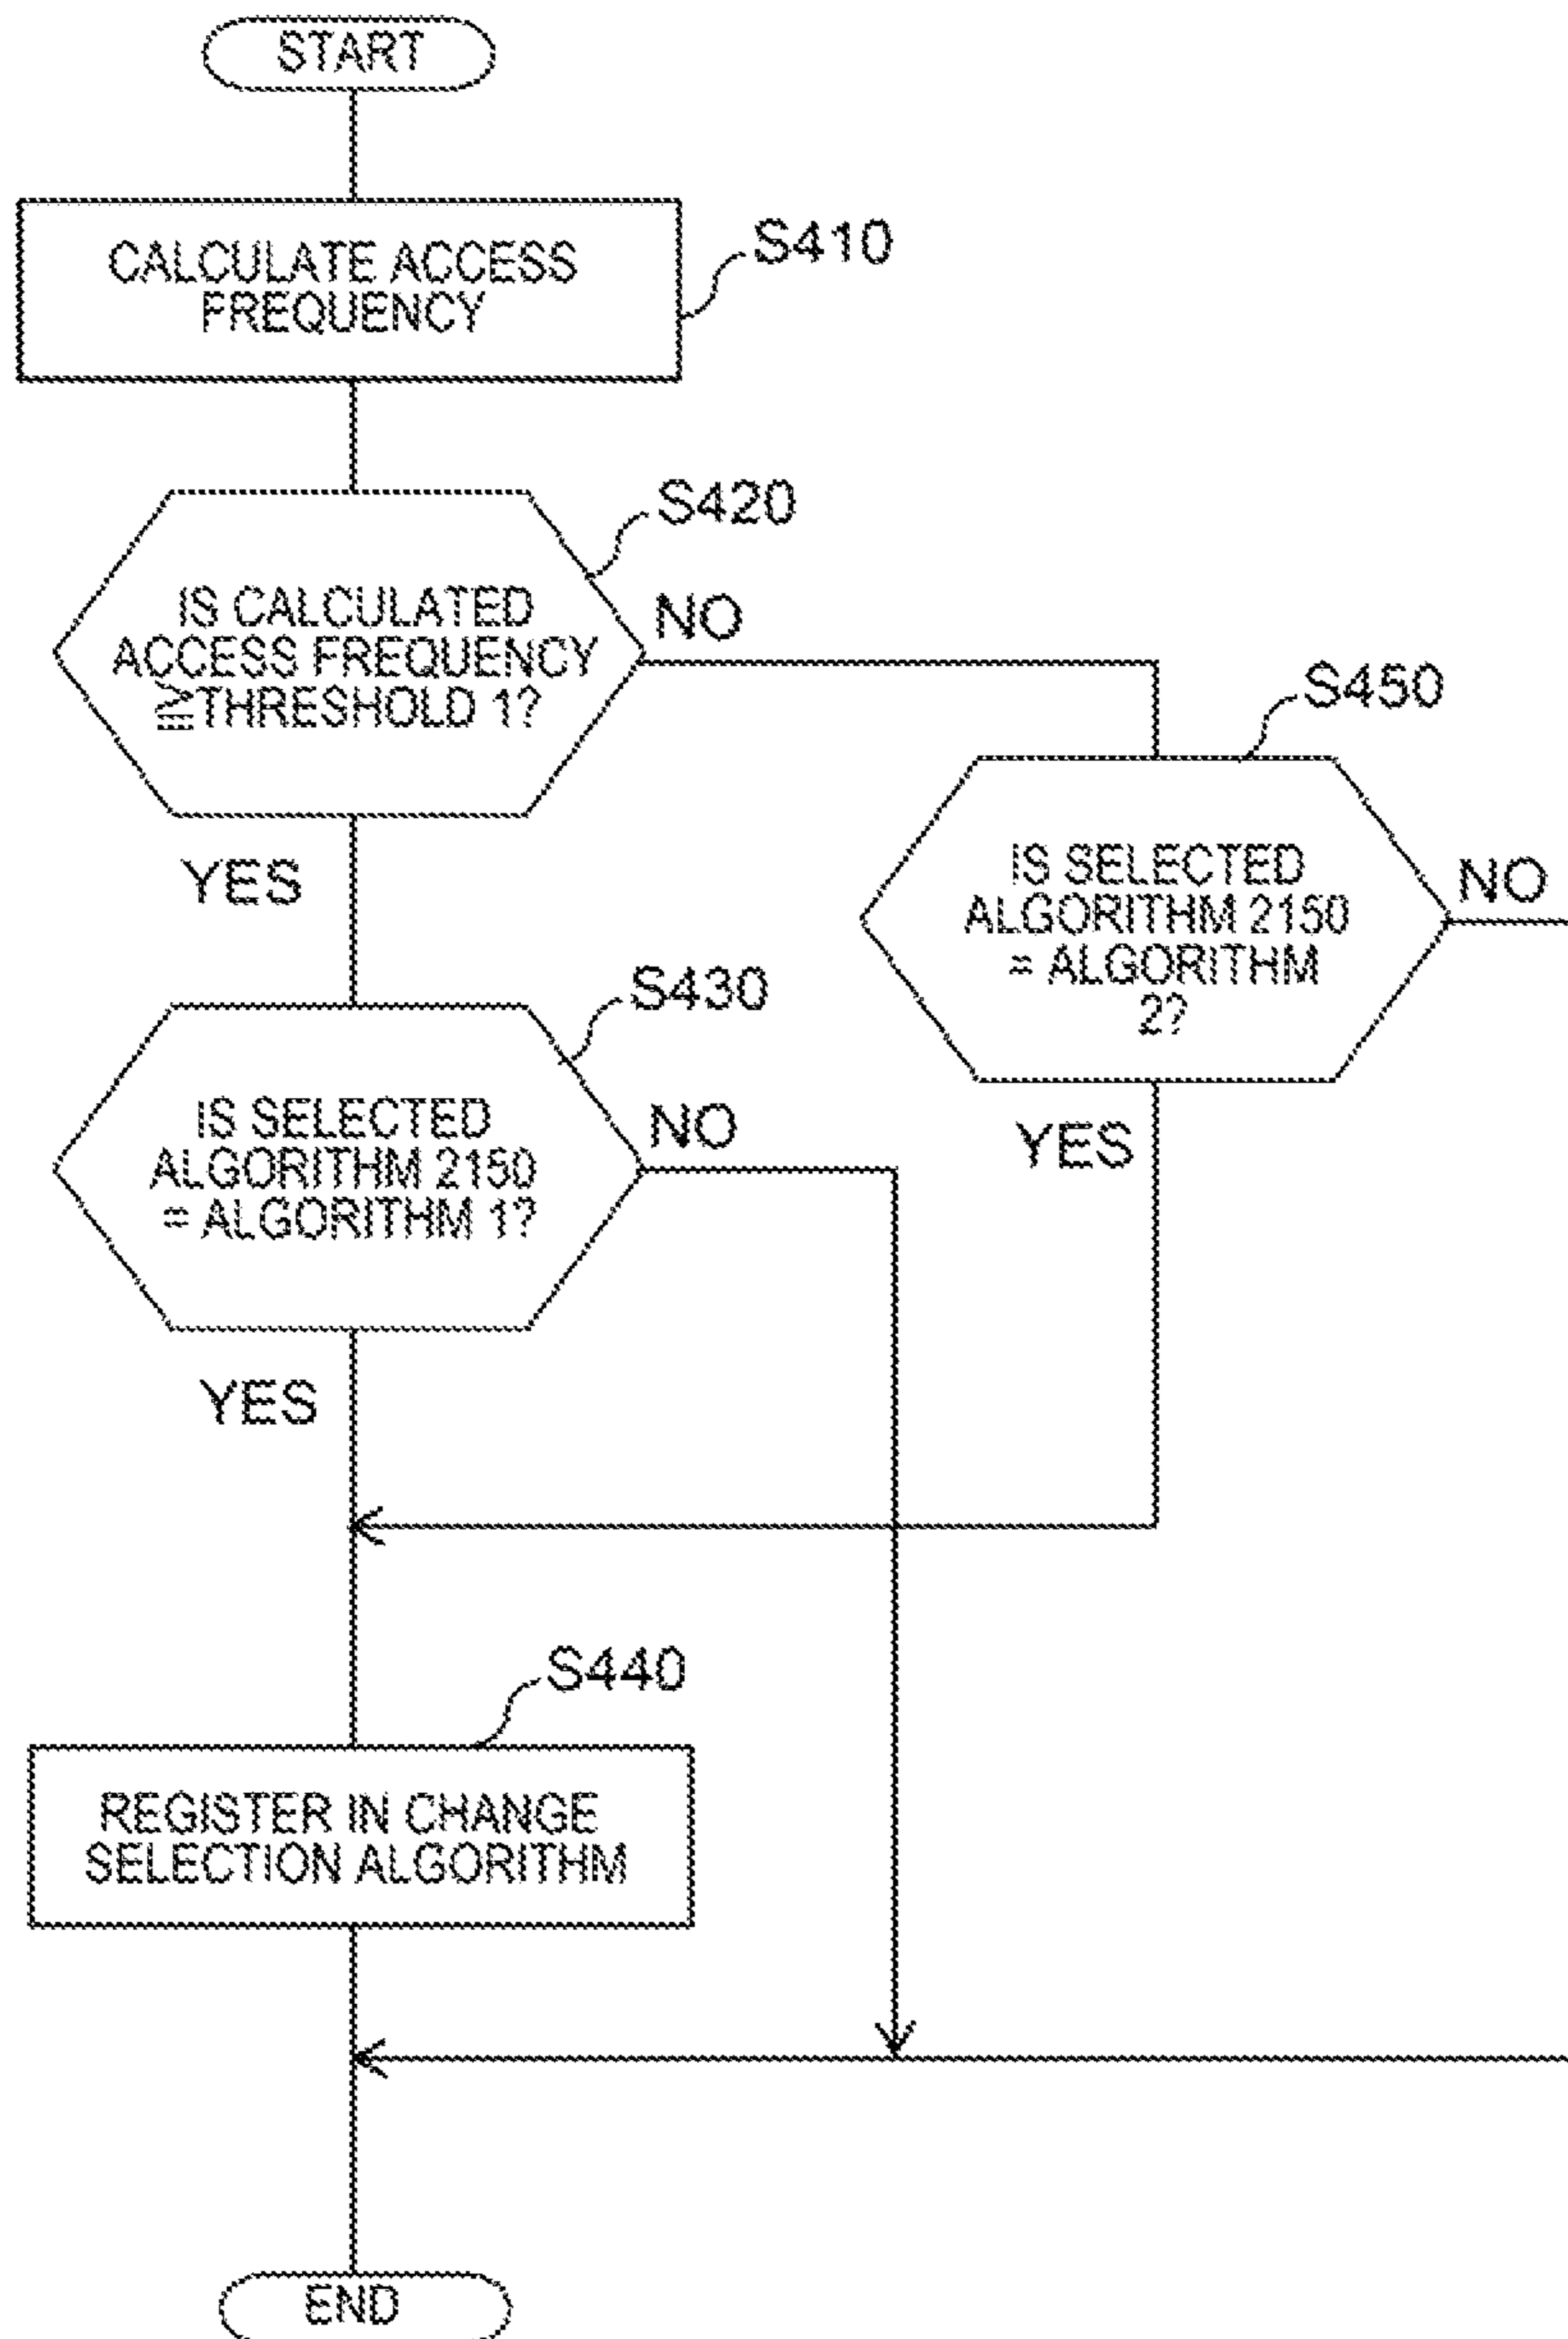 START
CALCULATE ACCESS
FREQUENCY
S410
IS CALCULATED
ACCESS FREQUENCY
≧THRESHOLD 1?
S420
NO
YES
S450
IS SELECTED
ALGORITHM 2150
= ALGORITHM
2?
NO
YES
S430
IS SELECTED
ALGORITHM 2150
= ALGORITHM 1?
NO
YES
S440
REGISTER IN CHANGE
SELECTION ALGORITHM
END